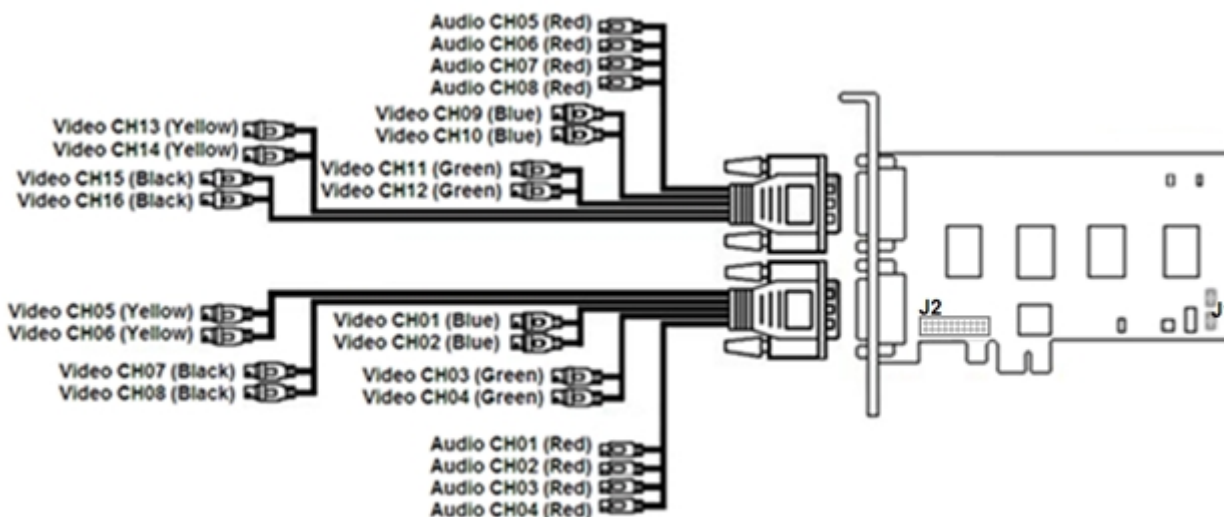 Audio CH05 (Red)
Audio CH06 (Red)
Audio CH07 (Red)
Audio CH08 (Red)
Video CH09 (Blue)
Video CH10 (Blue)
Video CH13 (Yellow)
Video CH14 (Yellow)
Video CH11 (Green)
Video CH12 (Green)
Video CH15 (Black)
Video CH16 (Black)
Video CH05 (Yellow)
Video CH06 (Yellow)
Video CH01 (Blue)
Video CH02 (Blue)
Video CH07 (Black)
Video CH08 (Black)
Video CH03 (Green)
Video CH04 (Green)
Audio CH01 (Red)
Audio CH02 (Red)
Audio CH03 (Red)
Audio CH04 (Red)
J2
J